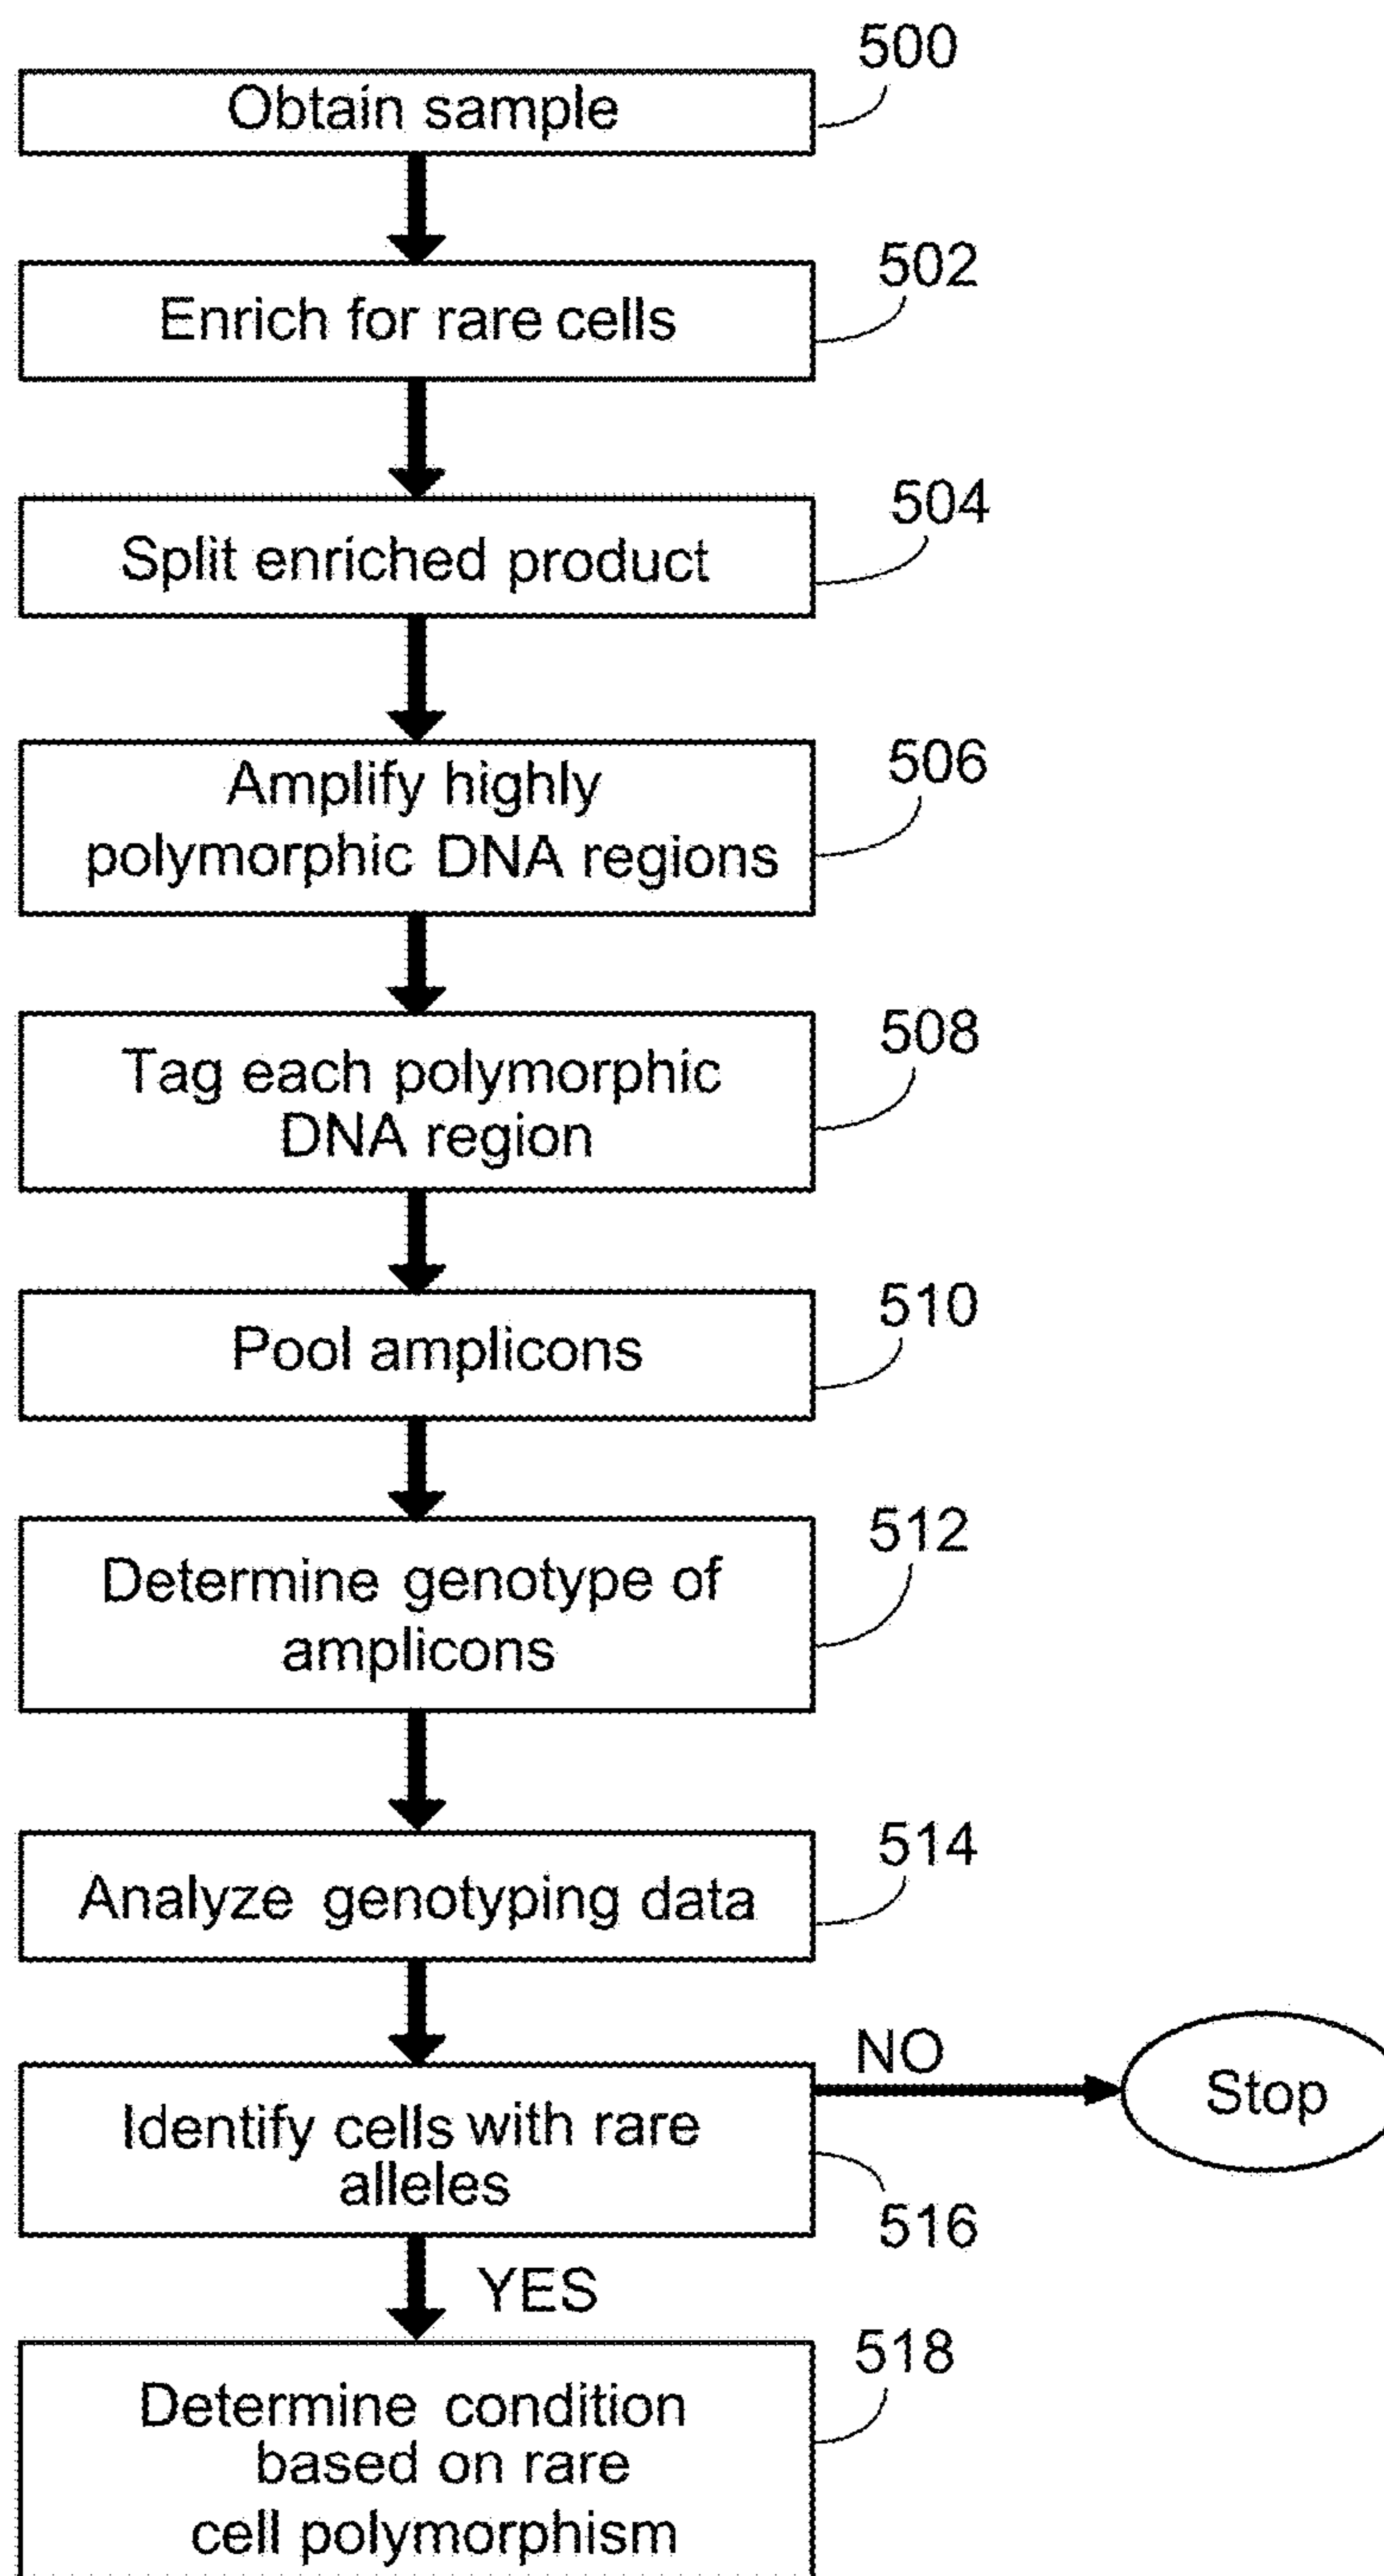 500
Obtain sample
502
Enrich for rare cells
504
Split enriched product
506
Amplify highly
polymorphic DNA regions
508
Tag each polymorphic
DNA region
510
Pool amplicons
512
Determine genotype of
amplicons
514
Analyze genotyping data
NO
Stop
Identify cells with rare
alleles
516
YES
518
Determine condition
based on rare
cell polymorphism